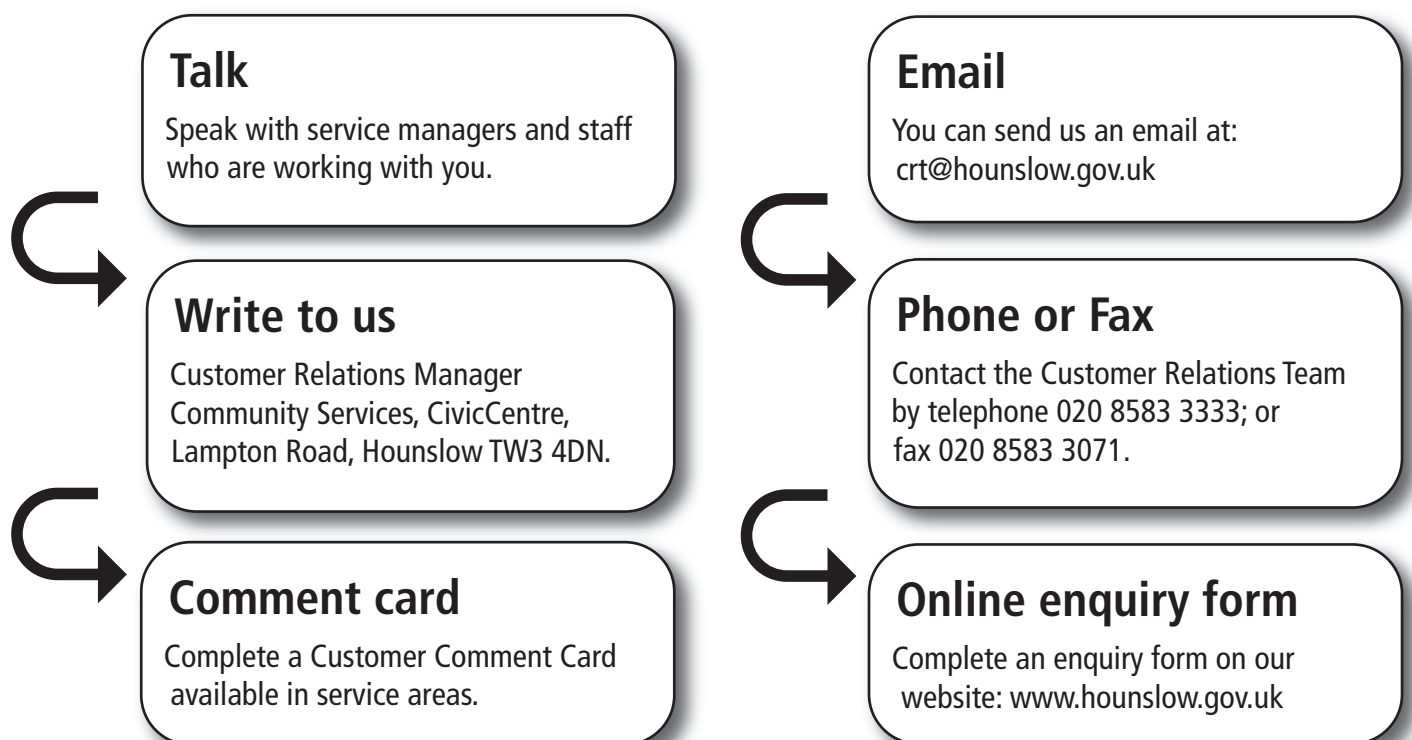 Talk
Speak with service managers and staff
who are working with you.
Write to us
Customer Relations Manager
Community Services, CivicCentre,
Lampton Road, Hounslow TW3 4DN.
Comment card
Complete a Customer Comment Card
available in service areas.
Email
You can send us an email at:
crt@hounslow.gov.uk
Phone or Fax
Contact the Customer Relations Team
by telephone 020 8583 3333; or
fax 020 8583 3071.
Online enquiry form
Complete an enquiry form on our
website: www.hounslow.gov.uk